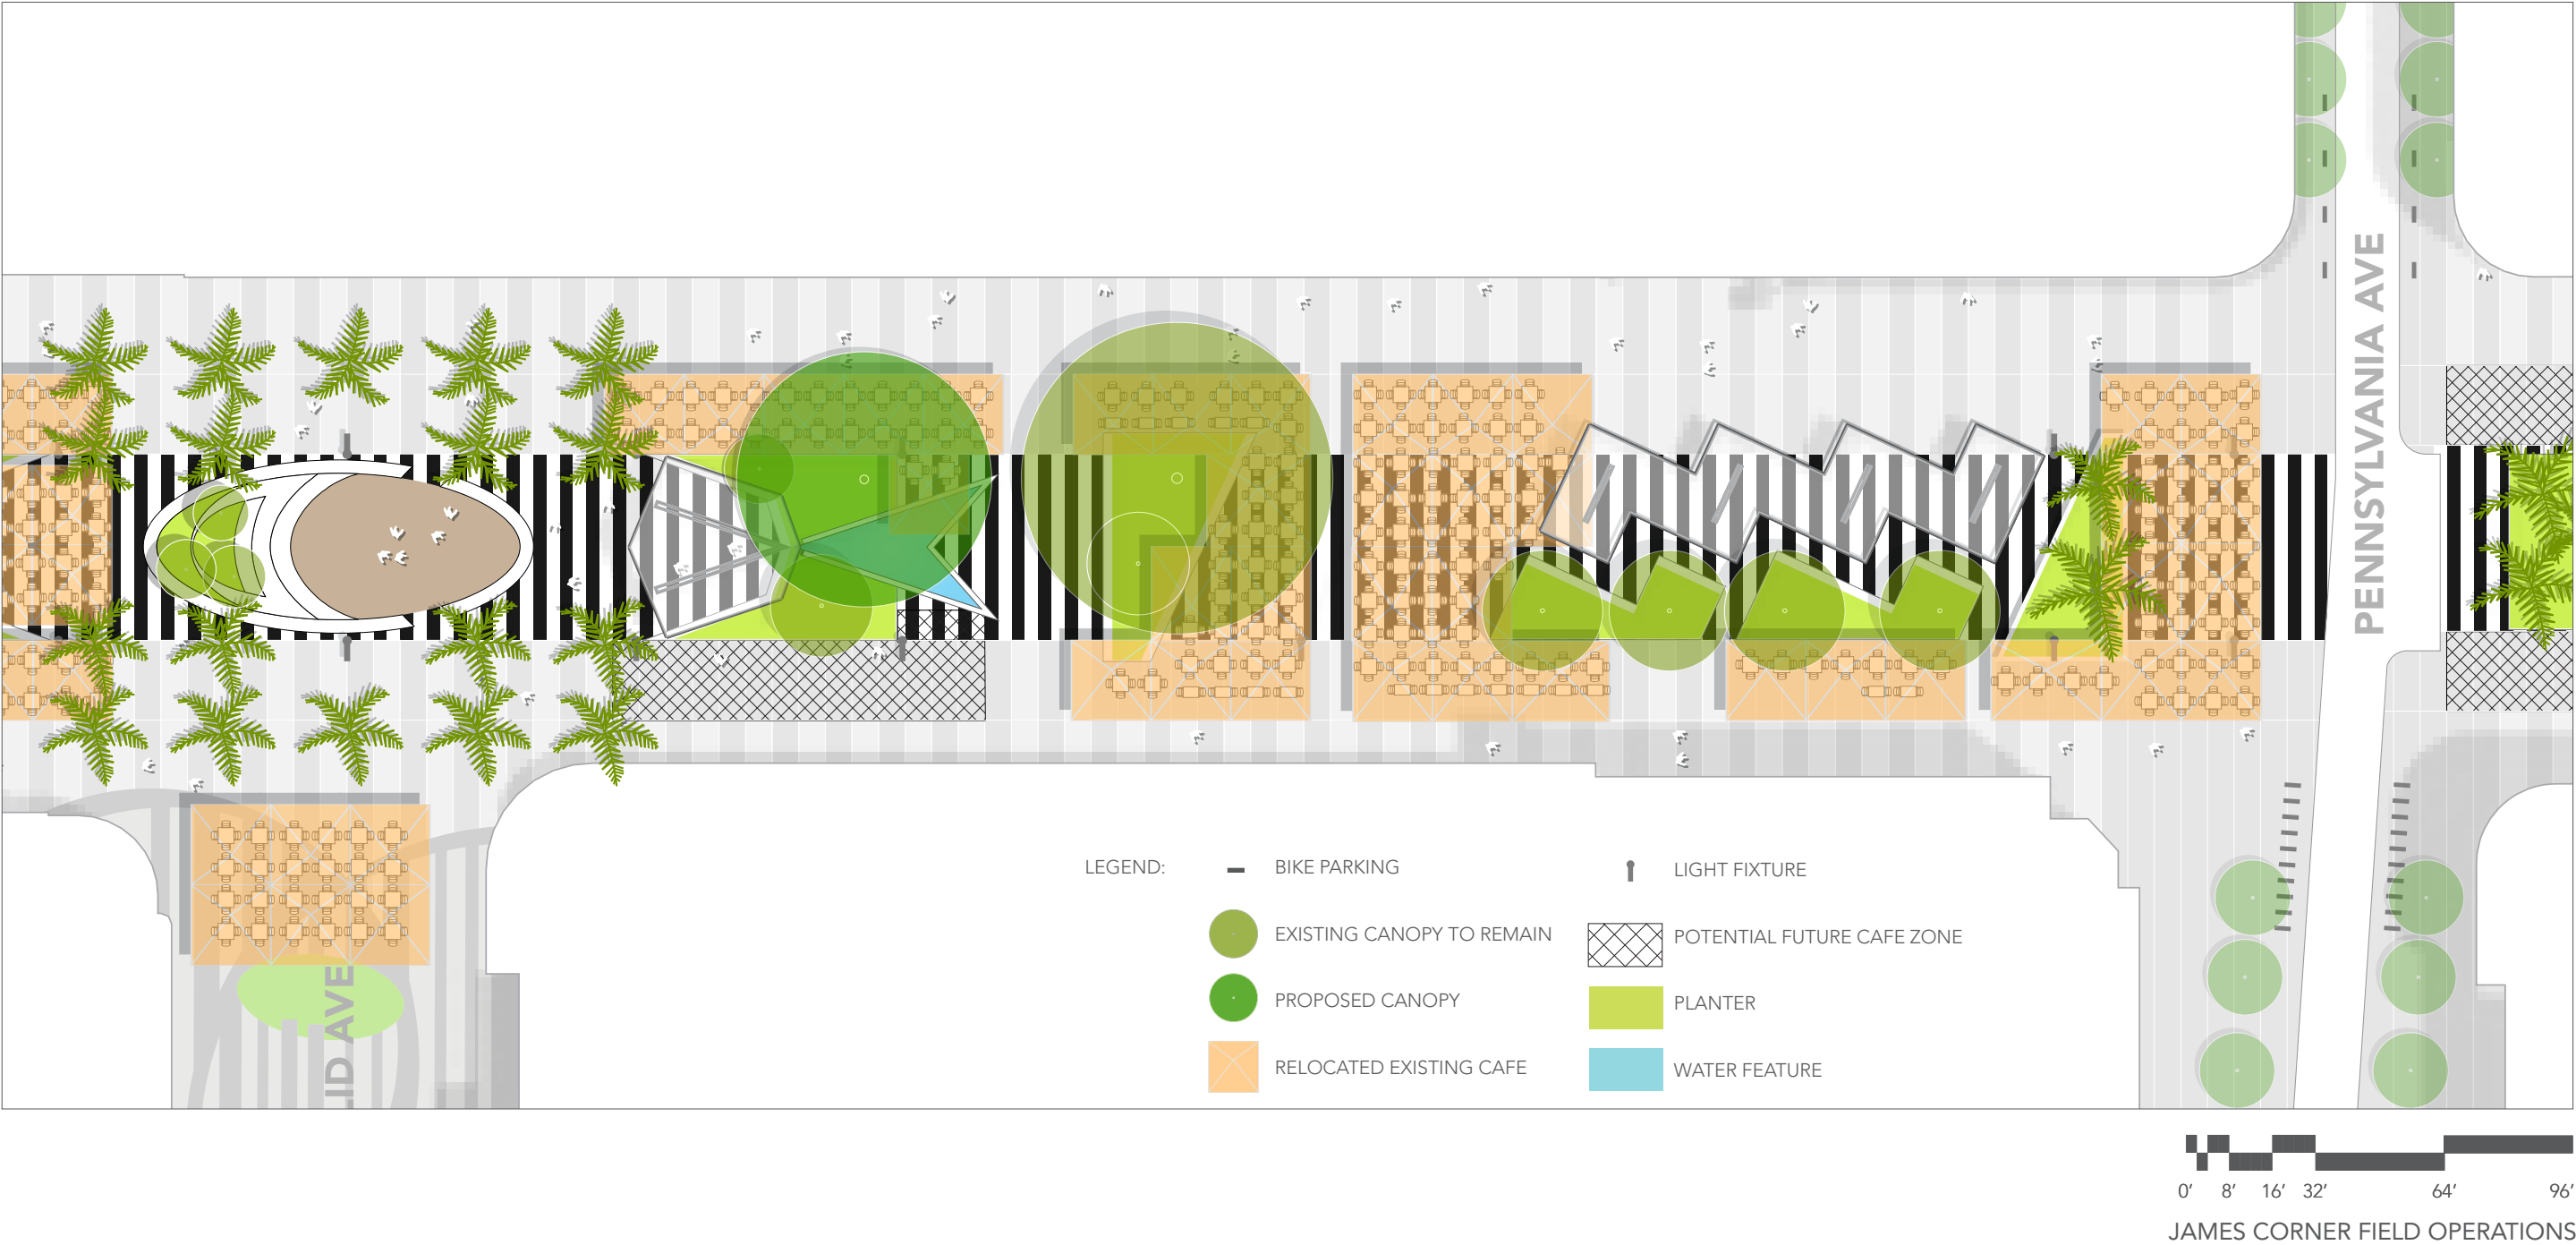 PENNSYLVANIA AVE
LEGEND:
BIKE PARKING
EXISTING CANOPY TO REMAIN
PROPOSED CANOPY
RELOCATED EXISTING CAFE
LIGHT FIXTURE
POTENTIAL FUTURE CAFE ZONE
PLANTER
WATER FEATURE
LID AVE
0' 8' 16' 32' 64' 96'
JAMES CORNER FIELD OPERATIONS